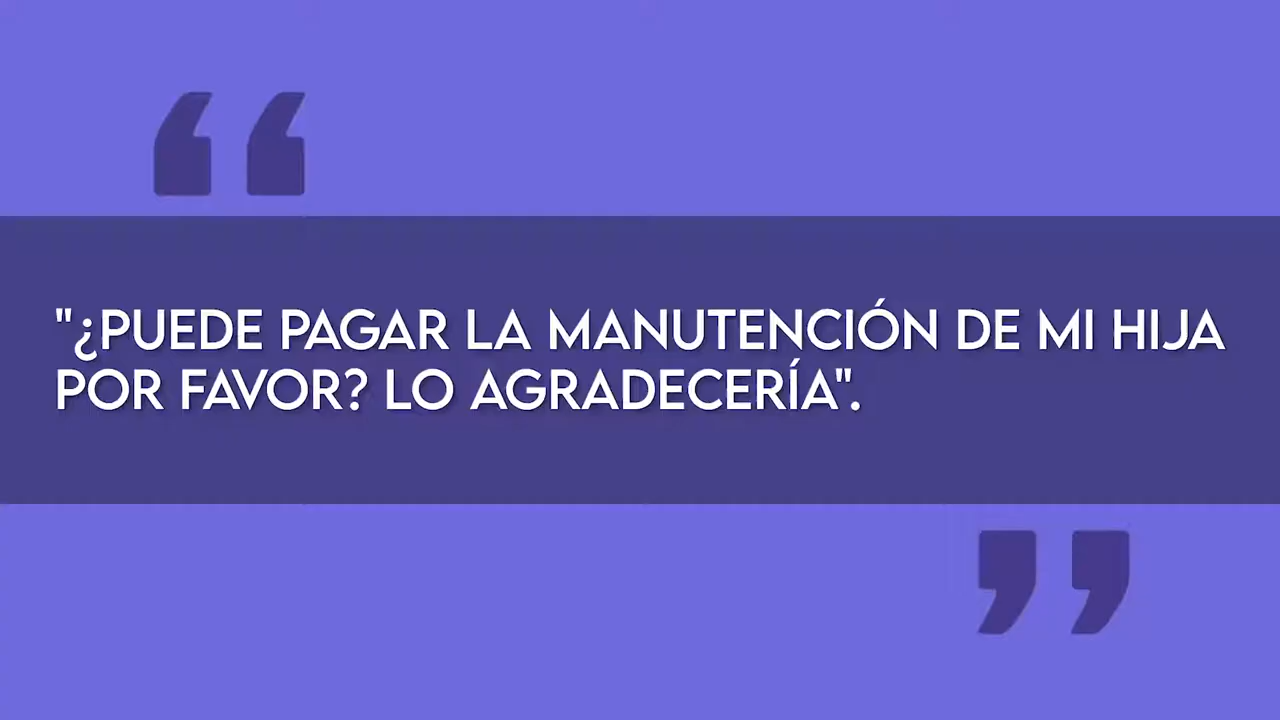 "¿PUEDE PAGAR LA MANUTENCIÓN DE MI HIJA
POR FAVOR? LO AGRADECERÍA".